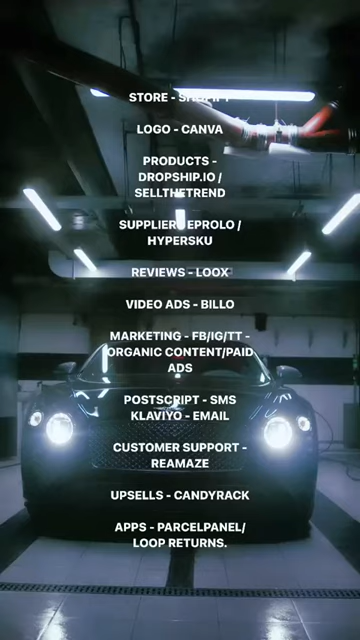 STORE - SHOPIFY
LOGO - CANVA
PRODUCTS -
DROPSHIP.IO /
SELLTHETREND
SUPPLIER EPROLO /
HYPERSKU
REVIEWS - LOOX
VIDEO ADS - BILLO
MARKETING - FB/IG/TT -
ORGANIC CONTENT/PAID
ADS
POSTSCRIPT - SMS
KLAVIYO - EMAIL
CUSTOMER SUPPORT -
REAMAZE
UPSELLS - CANDYRACK
APPS - PARCELPANEL/
LOOP RETURNS.